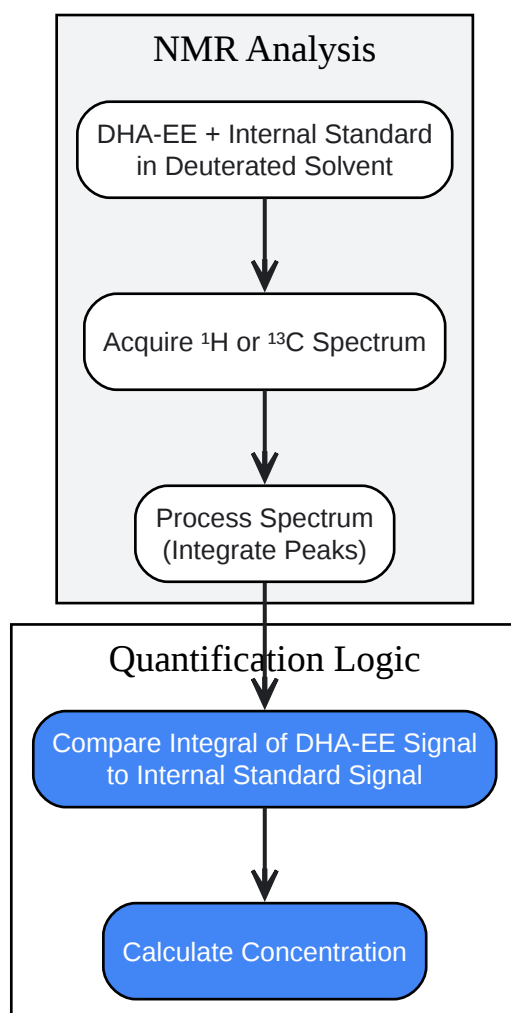 NMR Analysis
DHA-EE + Internal Standard
in Deuterated Solvent
Acquire ¹H or ¹³C Spectrum
Process Spectrum
(Integrate Peaks)
Quantification Logic
Compare Integral of DHA-EE Signal
to Internal Standard Signal
Calculate Concentration